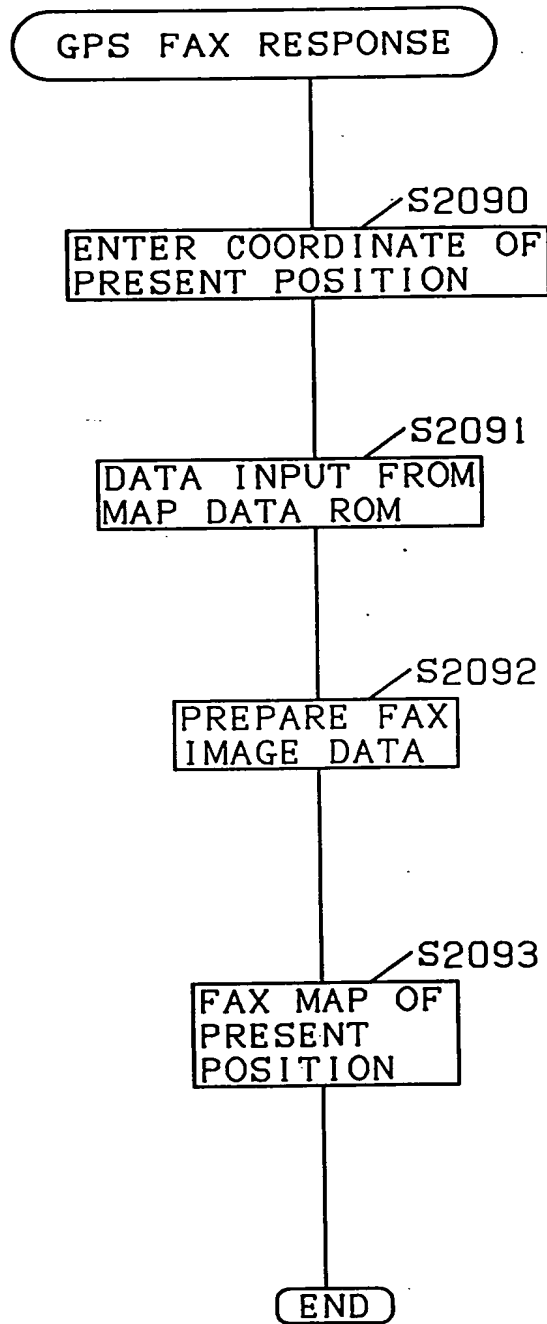 GPS FAX RESPONSE
S2090
ENTER COORDINATE OF
PRESENT POSITION
S2091
DATA INPUT FROM
MAP DATA ROM
S2092
PREPARE FAX
IMAGE DATA
S2093
FAX MAP OF
PRESENT
POSITION
END